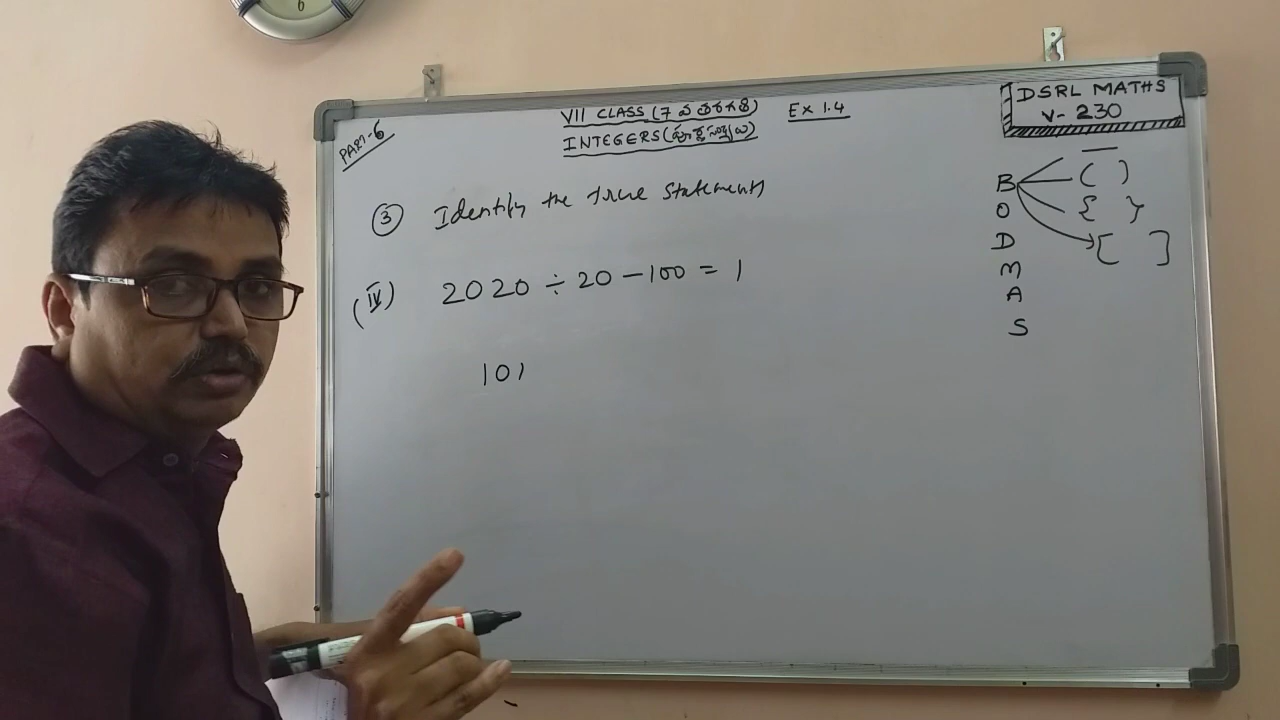 6
VII CLASS (7 వ తరగతి) Ex 1.4
INTEGERS (పూర్ణసంఖ్యలు)
DSRL MATHS
V- 230
PART-6
③ Identify the true statements
(IV) 2020 ÷ 20 – 100 = 1
101
B ( )
O { }
D [ ]
M
A
S